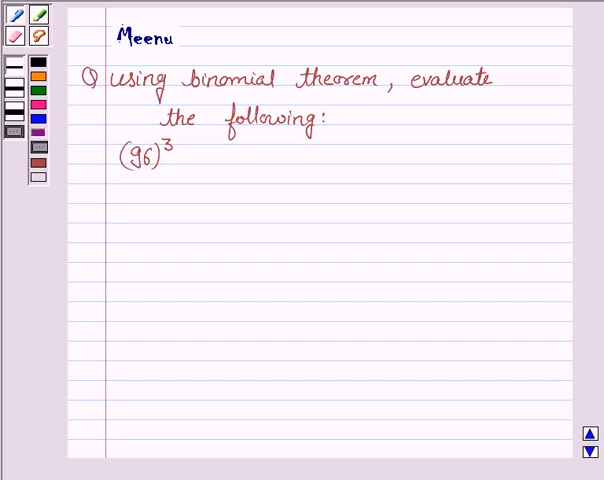 Meenu
Q using binomial theorem, evaluate
the following:
(96)³